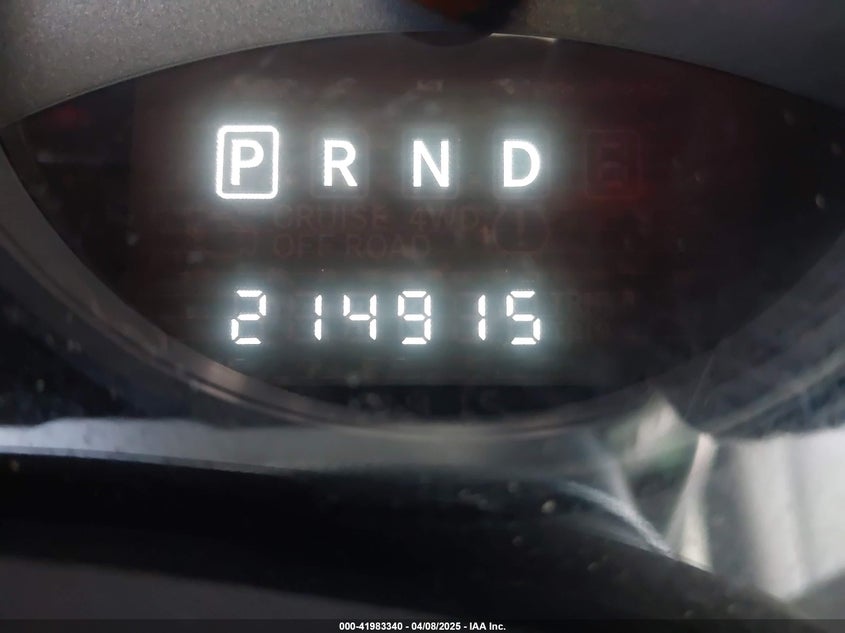 P R N D
CRUISE 4WD (!)
OFF ROAD
214915
000-41983340 - 04/08/2025 - IAA Inc.